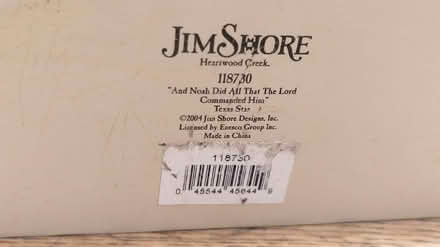 JIM SHORE
Heartwood Creek.
118730
"And Noah Did All That The Lord
Commanded Him"
Texas Star
©2004 Jim Shore Designs, Inc.
Licensed by Enesco Group Inc.
Made in China
118730
0 45544 45644 9